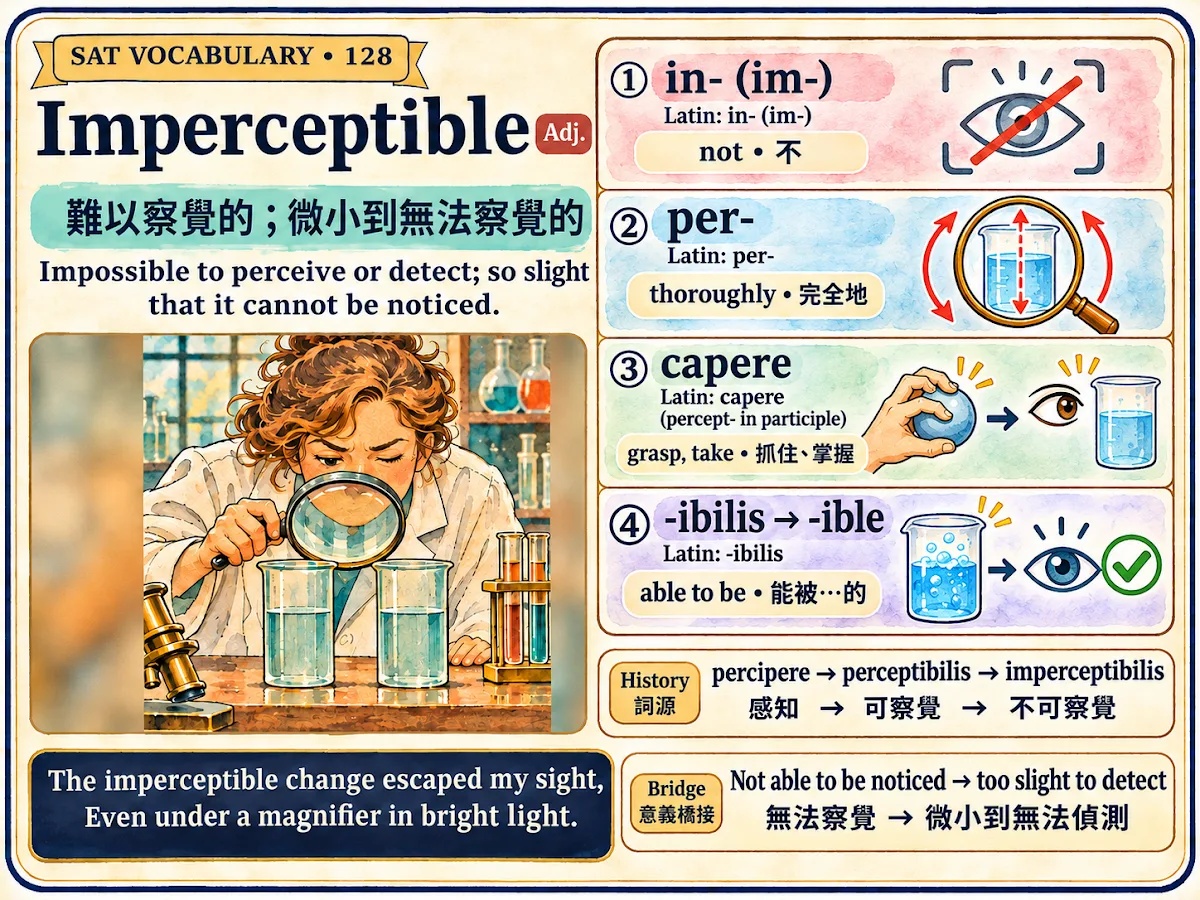 SAT VOCABULARY • 128
Imperceptible Adj.
難以察覺的；微小到無法察覺的
Impossible to perceive or detect; so slight
that it cannot be noticed.
The imperceptible change escaped my sight,
Even under a magnifier in bright light.
① in- (im-)
Latin: in- (im-)
not • 不
② per-
Latin: per-
thoroughly • 完全地
③ capere
Latin: capere
(percept- in participle)
grasp, take • 抓住、掌握
④ -ibilis → -ible
Latin: -ibilis
able to be • 能被…的
History
詞源
percipere → perceptibilis → imperceptibilis
感知 → 可察覺 → 不可察覺
Bridge
意義橋接
Not able to be noticed → too slight to detect
無法察覺 → 微小到無法偵測